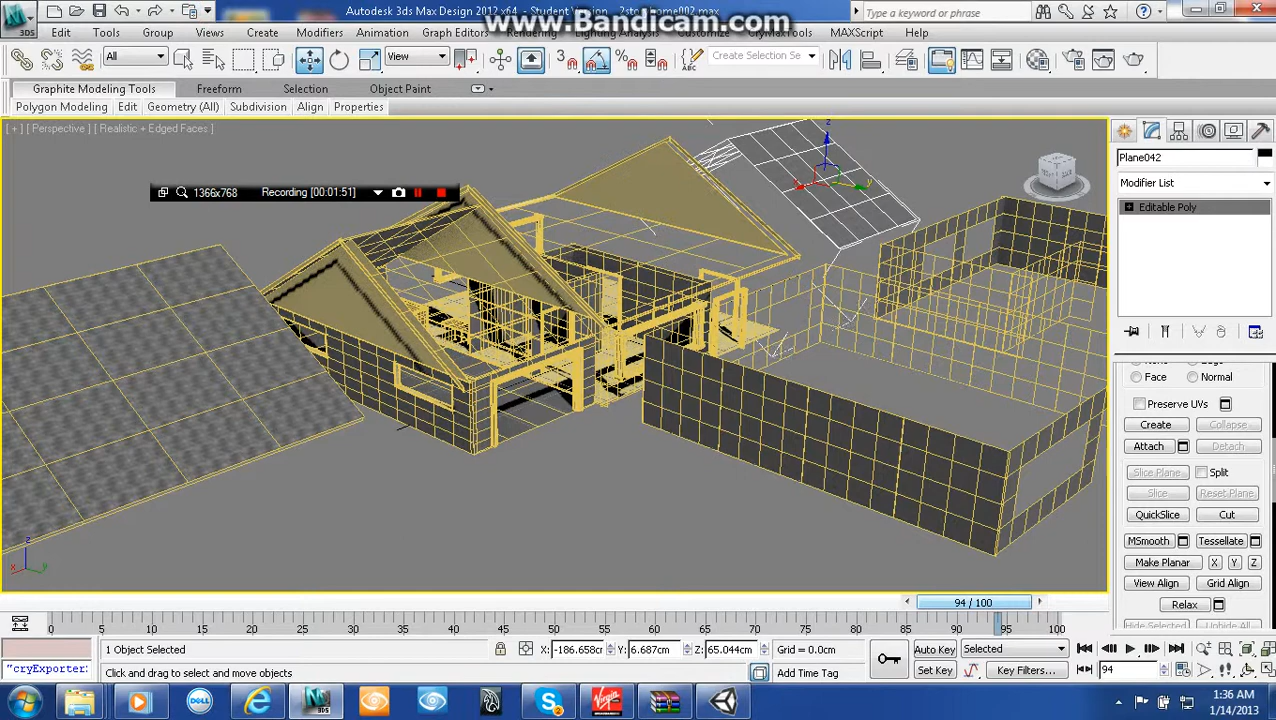 Autodesk 3ds Max Design 2012 x64 - Student Version
www.Bandicam.com
Type a keyword or phrase
Edit Tools Group Views Create Modifiers Animation Graph Editors Rendering Lighting Analysis Customize CryMaxTools MAXScript Help
All View Create Selection Se
Graphite Modeling Tools Freeform Selection Object Paint
Polygon Modeling Edit Geometry (All) Subdivision Align Properties
[ + ] [ Perspective ] [ Realistic + Edged Faces ]
1366x768 Recording [00:01:51]
Plane042
Modifier List
Editable Poly
Face Normal
Preserve UVs
Create Collapse
Attach Detach
Slice Plane Split
Slice Reset Plane
QuickSlice Cut
MSmooth Tessellate
Make Planar X Y Z
View Align Grid Align
Relax
Hide Selected Unhide All
z
x y
94 / 100
0 5 10 15 20 25 30 35 40 45 50 55 60 65 70 75 80 85 90 95 100
1 Object Selected X: -186.658cm Y: 6.687cm Z: 65.044cm Grid = 0.0cm Auto Key Selected
"cryExporter: Click and drag to select and move objects Add Time Tag Set Key Key Filters... 94
1:36 AM
1/14/2013